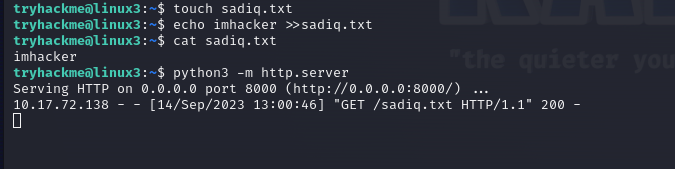 tryhackme@linux3:~$ touch sadiq.txt
tryhackme@linux3:~$ echo imhacker >>sadiq.txt
tryhackme@linux3:~$ cat sadiq.txt
imhacker
"the quieter you
tryhackme@linux3:~$ python3 -m http.server
Serving HTTP on 0.0.0.0 port 8000 (http://0.0.0.0:8000/) ...
10.17.72.138 - - [14/Sep/2023 13:00:46] "GET /sadiq.txt HTTP/1.1" 200 -